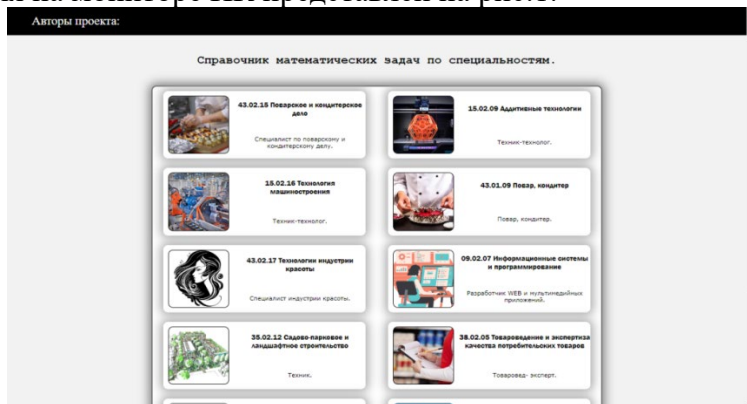 Авторы проекта:
Справочник математических задач по специальностям.
43.02.15 Поварское и кондитерское
дело
Специалист по поварскому и
кондитерскому делу.
15.02.09 Аддитивные технологии
Техник-технолог.
15.02.16 Технология
машиностроения
Техник-технолог.
43.01.09 Повар, кондитер
Повар, кондитер.
43.02.17 Технологии индустрии
красоты
Специалист индустрии красоты.
09.02.07 Информационные системы
и программирование
Разработчик WEB и мультимедийных
приложений.
35.02.12 Садово-парковое и
ландшафтное строительство
Техник.
38.02.05 Товароведение и экспертиза
качества потребительских товаров
Товаровед- эксперт.